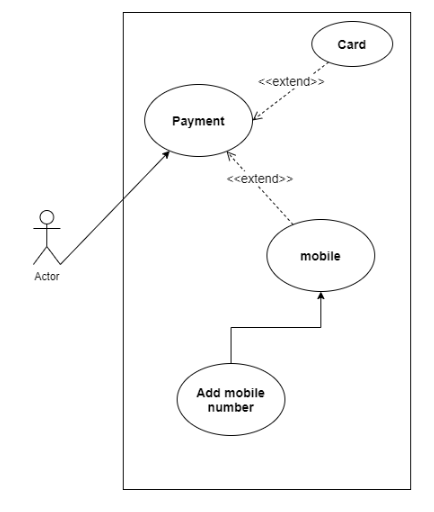 Card
<<extend>>
Payment
<<extend>>
Actor
mobile
Add mobile
number